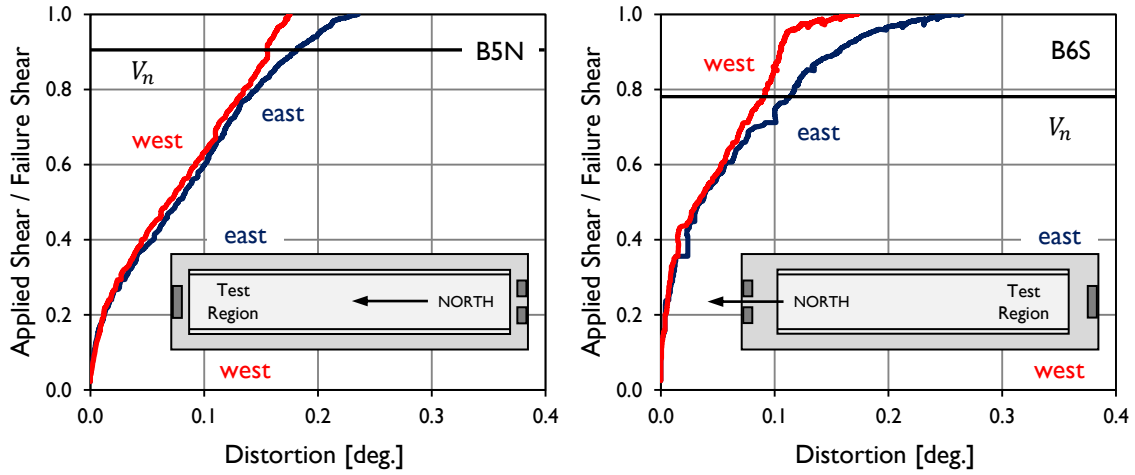 Applied Shear / Failure Shear
1.0
0.8
0.6
0.4
0.2
0.0
B5N
Vn
east
west
east
Test
Region
NORTH
west
0.0 0.1 0.2 0.3 0.4
Distortion [deg.]
Applied Shear / Failure Shear
1.0
0.8
0.6
0.4
0.2
0.0
B6S
west
Vn
east
east
NORTH
Test
Region
west
0.0 0.1 0.2 0.3 0.4
Distortion [deg.]